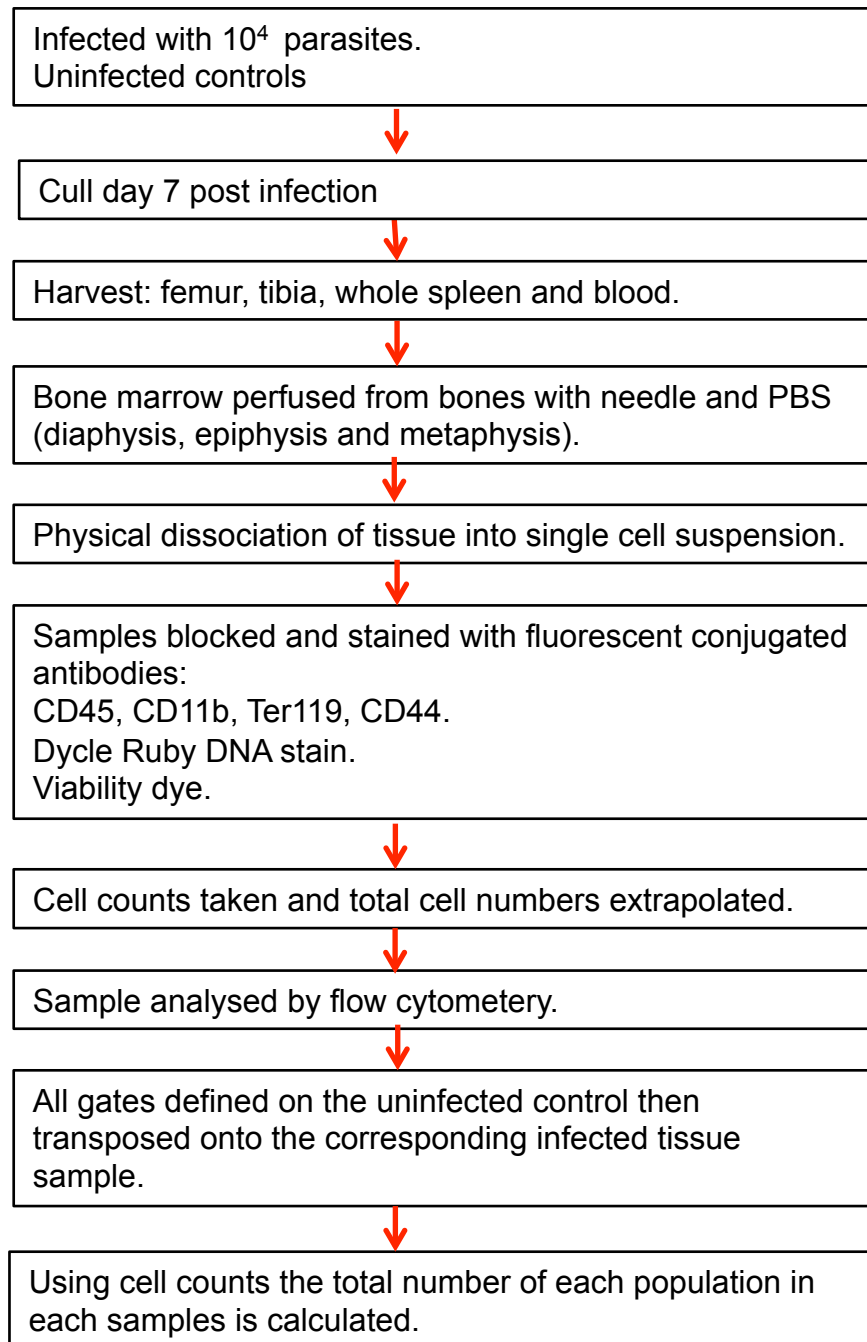 Infected with 10⁴ parasites.
Uninfected controls
Cull day 7 post infection
Harvest: femur, tibia, whole spleen and blood.
Bone marrow perfused from bones with needle and PBS
(diaphysis, epiphysis and metaphysis).
Physical dissociation of tissue into single cell suspension.
Samples blocked and stained with fluorescent conjugated
antibodies:
CD45, CD11b, Ter119, CD44.
Dycle Ruby DNA stain.
Viability dye.
Cell counts taken and total cell numbers extrapolated.
Sample analysed by flow cytometery.
All gates defined on the uninfected control then
transposed onto the corresponding infected tissue
sample.
Using cell counts the total number of each population in
each samples is calculated.